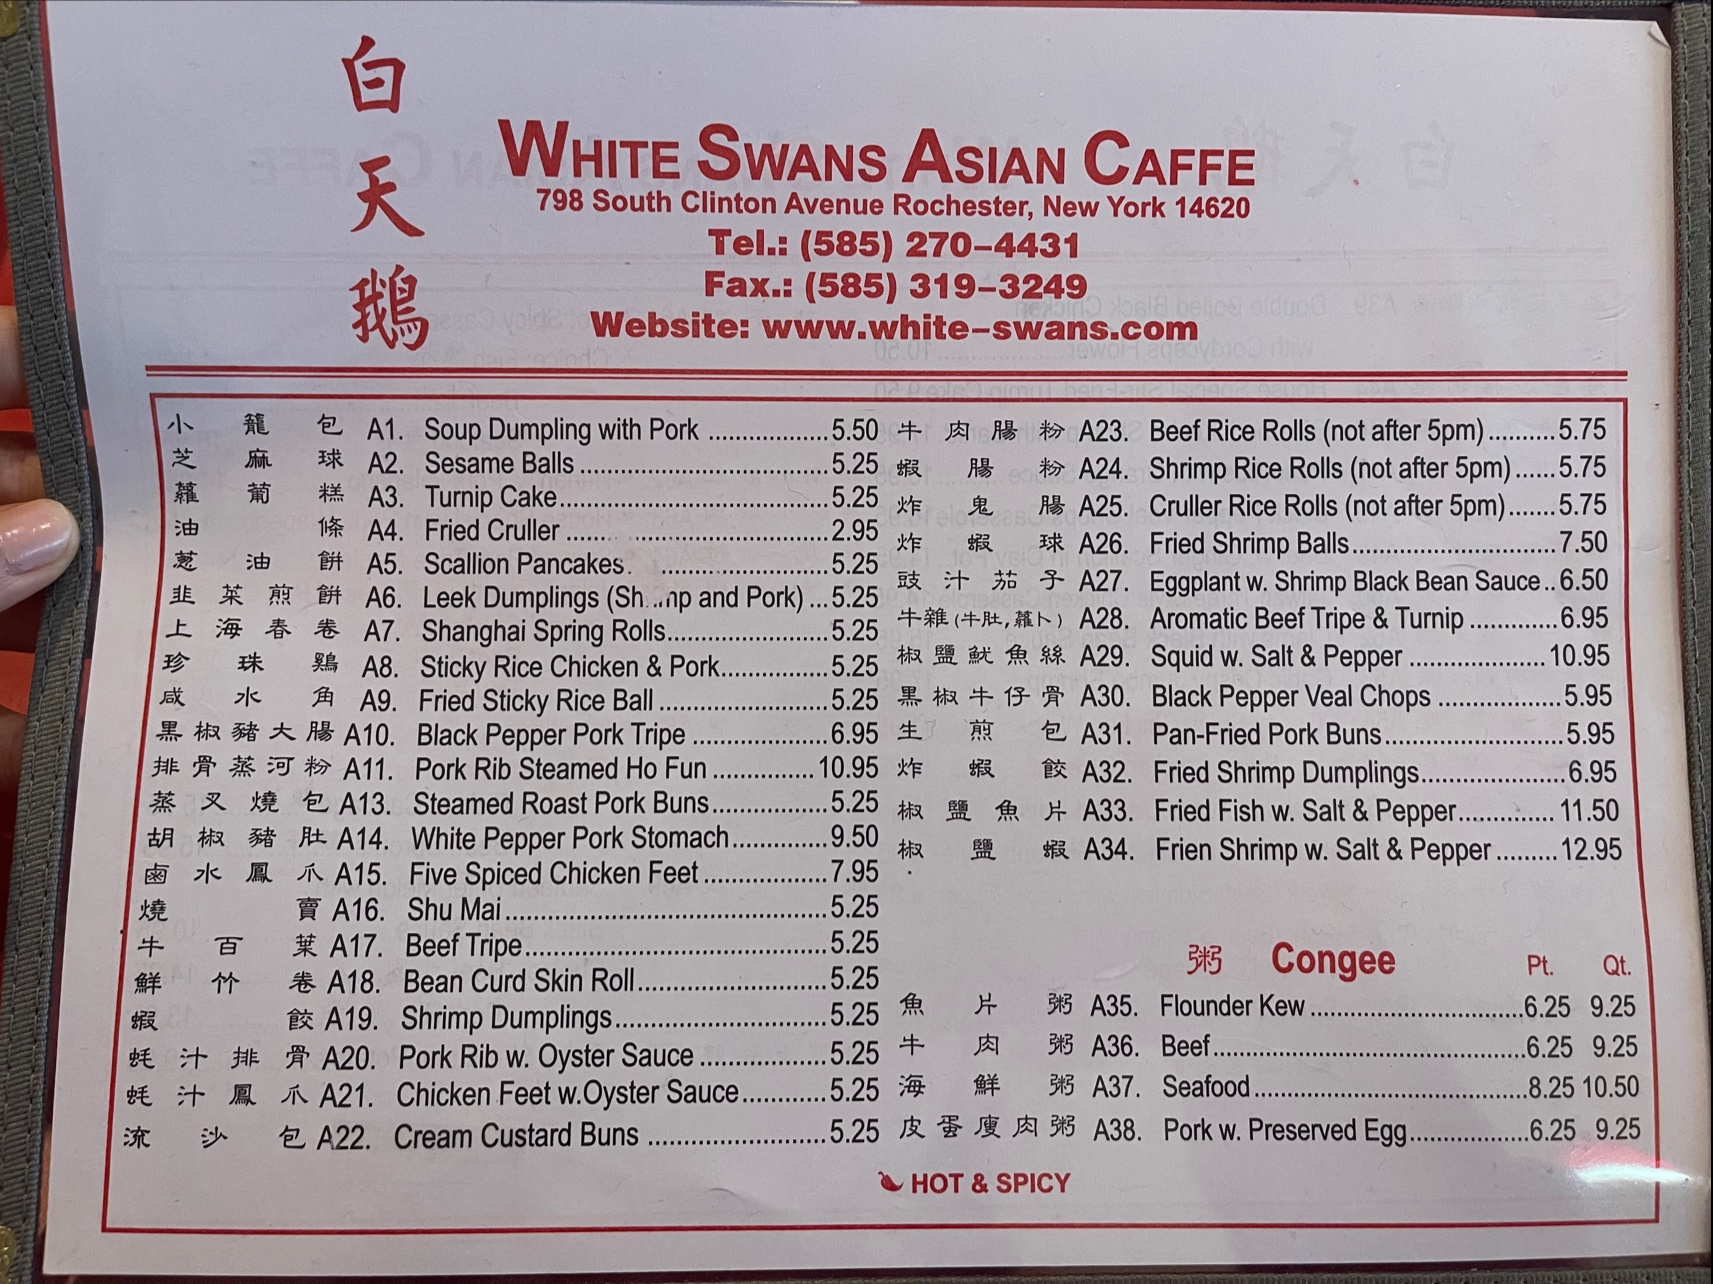 白天鹅
WHITE SWANS ASIAN CAFFE
798 South Clinton Avenue Rochester, New York 14620
Tel.: (585) 270-4431
Fax.: (585) 319-3249
Website: www.white-swans.com
小籠包 A1. Soup Dumpling with Pork ................5.50
芝麻球 A2. Sesame Balls ................5.25
蘿蔔糕 A3. Turnip Cake................5.25
油條 A4. Fried Cruller ................2.95
蔥油餅 A5. Scallion Pancakes. 5.25
韭菜煎餅 A6. Leek Dumplings ( and Pork) ...5.25
上海春卷 A7. Shanghai Spring Rolls................5.25
珍珠鷄 A8. Sticky Rice Chicken & Pork................5.25
咸水角 A9. Fried Sticky Rice Ball ................5.25
黑椒豬大腸 A10. Black Pepper Pork Tripe ................6.95
排骨蒸河粉 A11. Pork Rib Steamed Ho Fun ..............10.95
蒸叉燒包 A13. Steamed Roast Pork Buns................5.25
胡椒豬肚 A14. White Pepper Pork Stomach.............9.50
鹵水鳳爪 A15. Five Spiced Chicken Feet ................7.95
燒賣 A16. Shu Mai................5.25
牛百葉 A17. Beef Tripe................5.25
鮮竹卷 A18. Bean Curd Skin Roll................5.25
蝦餃 A19. Shrimp Dumplings................5.25
蚝汁排骨 A20. Pork Rib w. Oyster Sauce ................5.25
蚝汁鳳爪 A21. Chicken Feet w.Oyster Sauce............5.25
流沙包 A22. Cream Custard Buns ................5.25
牛肉腸粉 A23. Beef Rice Rolls (not after 5pm)..........5.75
蝦腸粉 A24. Shrimp Rice Rolls (not after 5pm)......5.75
炸鬼腸 A25. Cruller Rice Rolls (not after 5pm).......5.75
炸蝦球 A26. Fried Shrimp Balls................7.50
豉汁茄子 A27. Eggplant w. Shrimp Black Bean Sauce..6.50
牛雜(牛肚,蘿卜) A28. Aromatic Beef Tripe & Turnip .............6.95
椒鹽魷魚絲 A29. Squid w. Salt & Pepper ................10.95
黑椒牛仔骨 A30. Black Pepper Veal Chops ................5.95
生煎包 A31. Pan-Fried Pork Buns................5.95
炸蝦餃 A32. Fried Shrimp Dumplings................6.95
椒鹽魚片 A33. Fried Fish w. Salt & Pepper.............. 11.50
椒鹽蝦 A34. Frien Shrimp w. Salt & Pepper .........12.95
粥 Congee Pt. Qt.
魚片粥 A35. Flounder Kew ................6.25 9.25
牛肉粥 A36. Beef................6.25 9.25
海鮮粥 A37. Seafood................8.25 10.50
皮蛋廋肉粥 A38. Pork w. Preserved Egg................6.25 9.25
HOT & SPICY